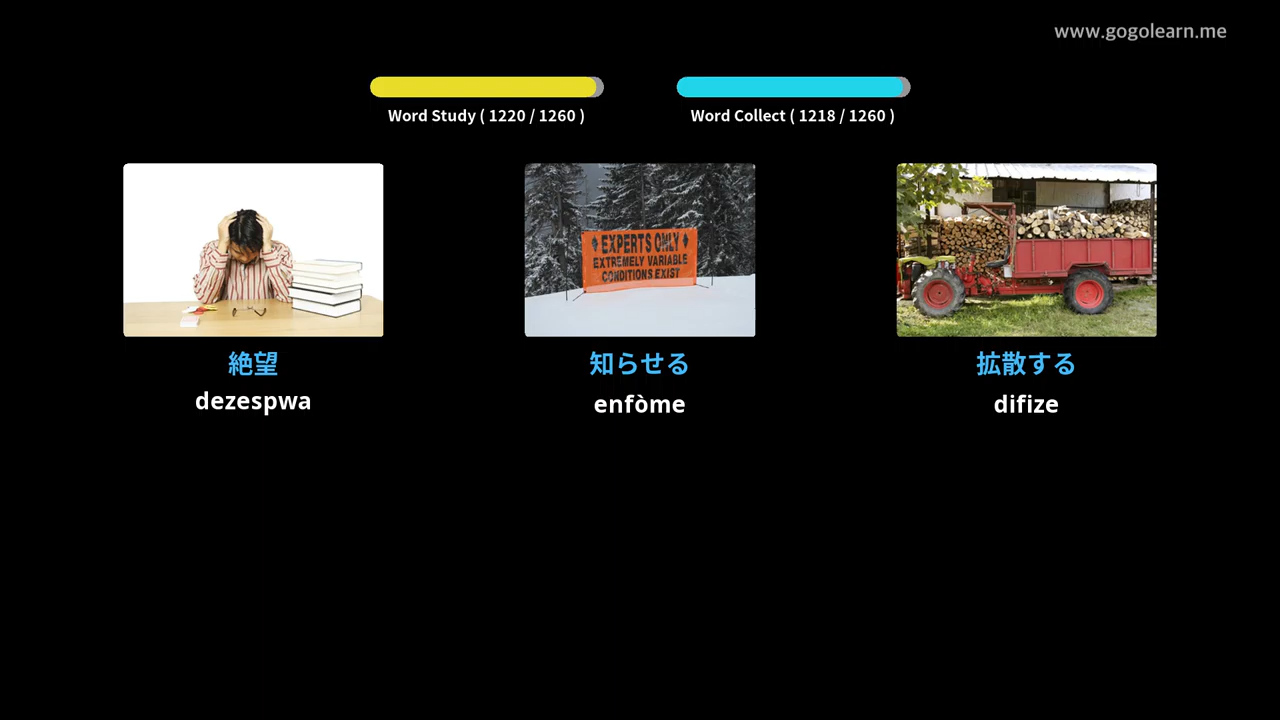 www.gogolearn.me
Word Study ( 1220 / 1260 )
Word Collect ( 1218 / 1260 )
EXPERTS ONLY
EXTREMELY VARIABLE
CONDITIONS EXIST
絶望
知らせる
拡散する
dezespwa
enfòme
difize